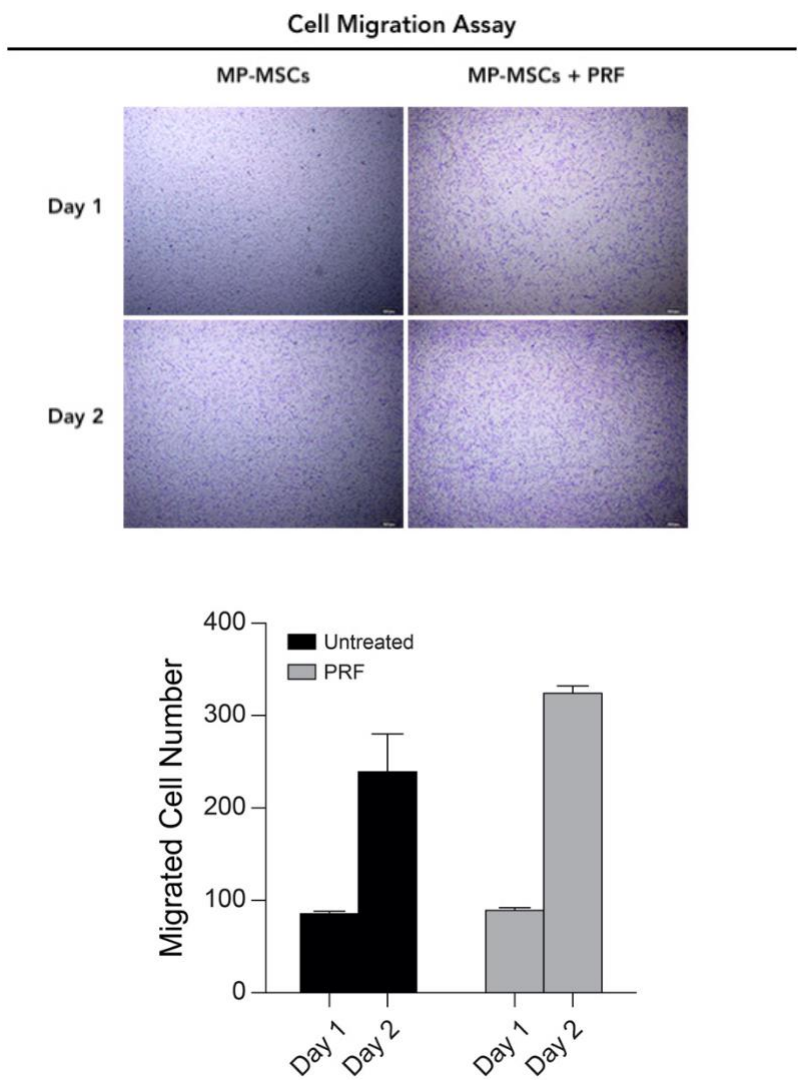 Cell Migration Assay
MP-MSCs MP-MSCs + PRF
Day 1
Day 2
400
300
200
100
0
Migrated Cell Number
Untreated
PRF
Day 1 Day 2 Day 1 Day 2